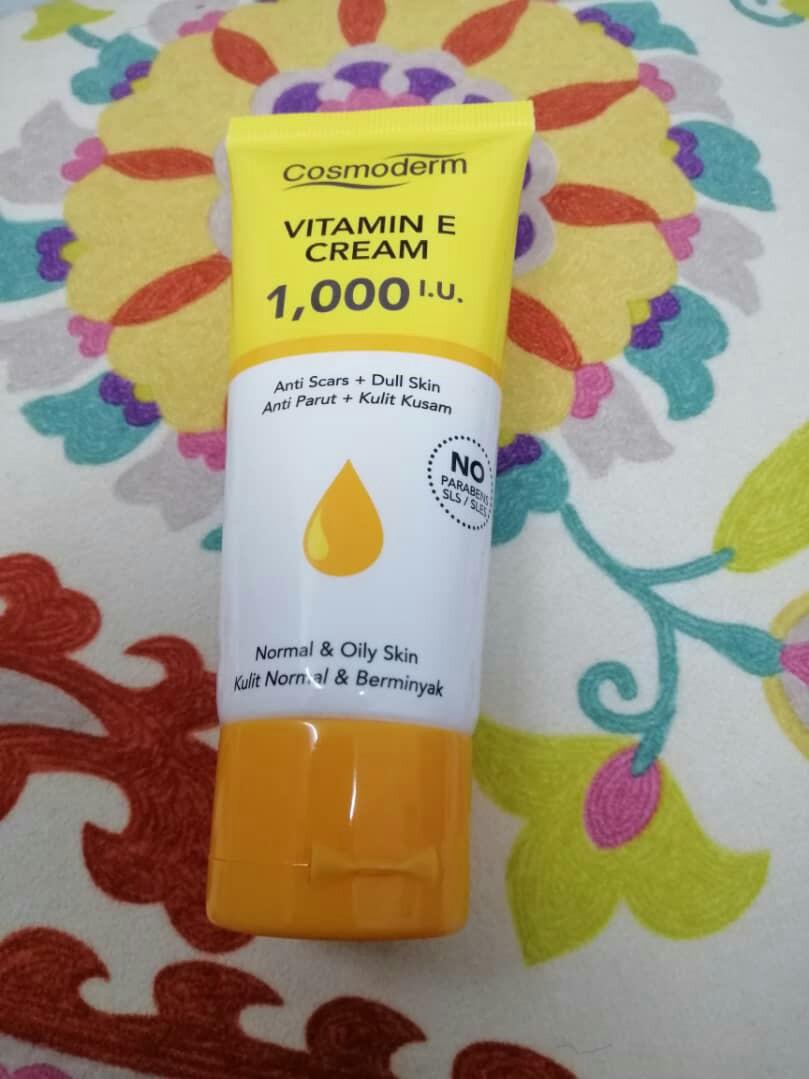 Cosmoderm
VITAMIN E
CREAM
1,000 I.U.
Anti Scars + Dull Skin
Anti Parut + Kulit Kusam
NO
PARABENS
SLS / SLES
Normal & Oily Skin
Kulit Normal & Berminyak